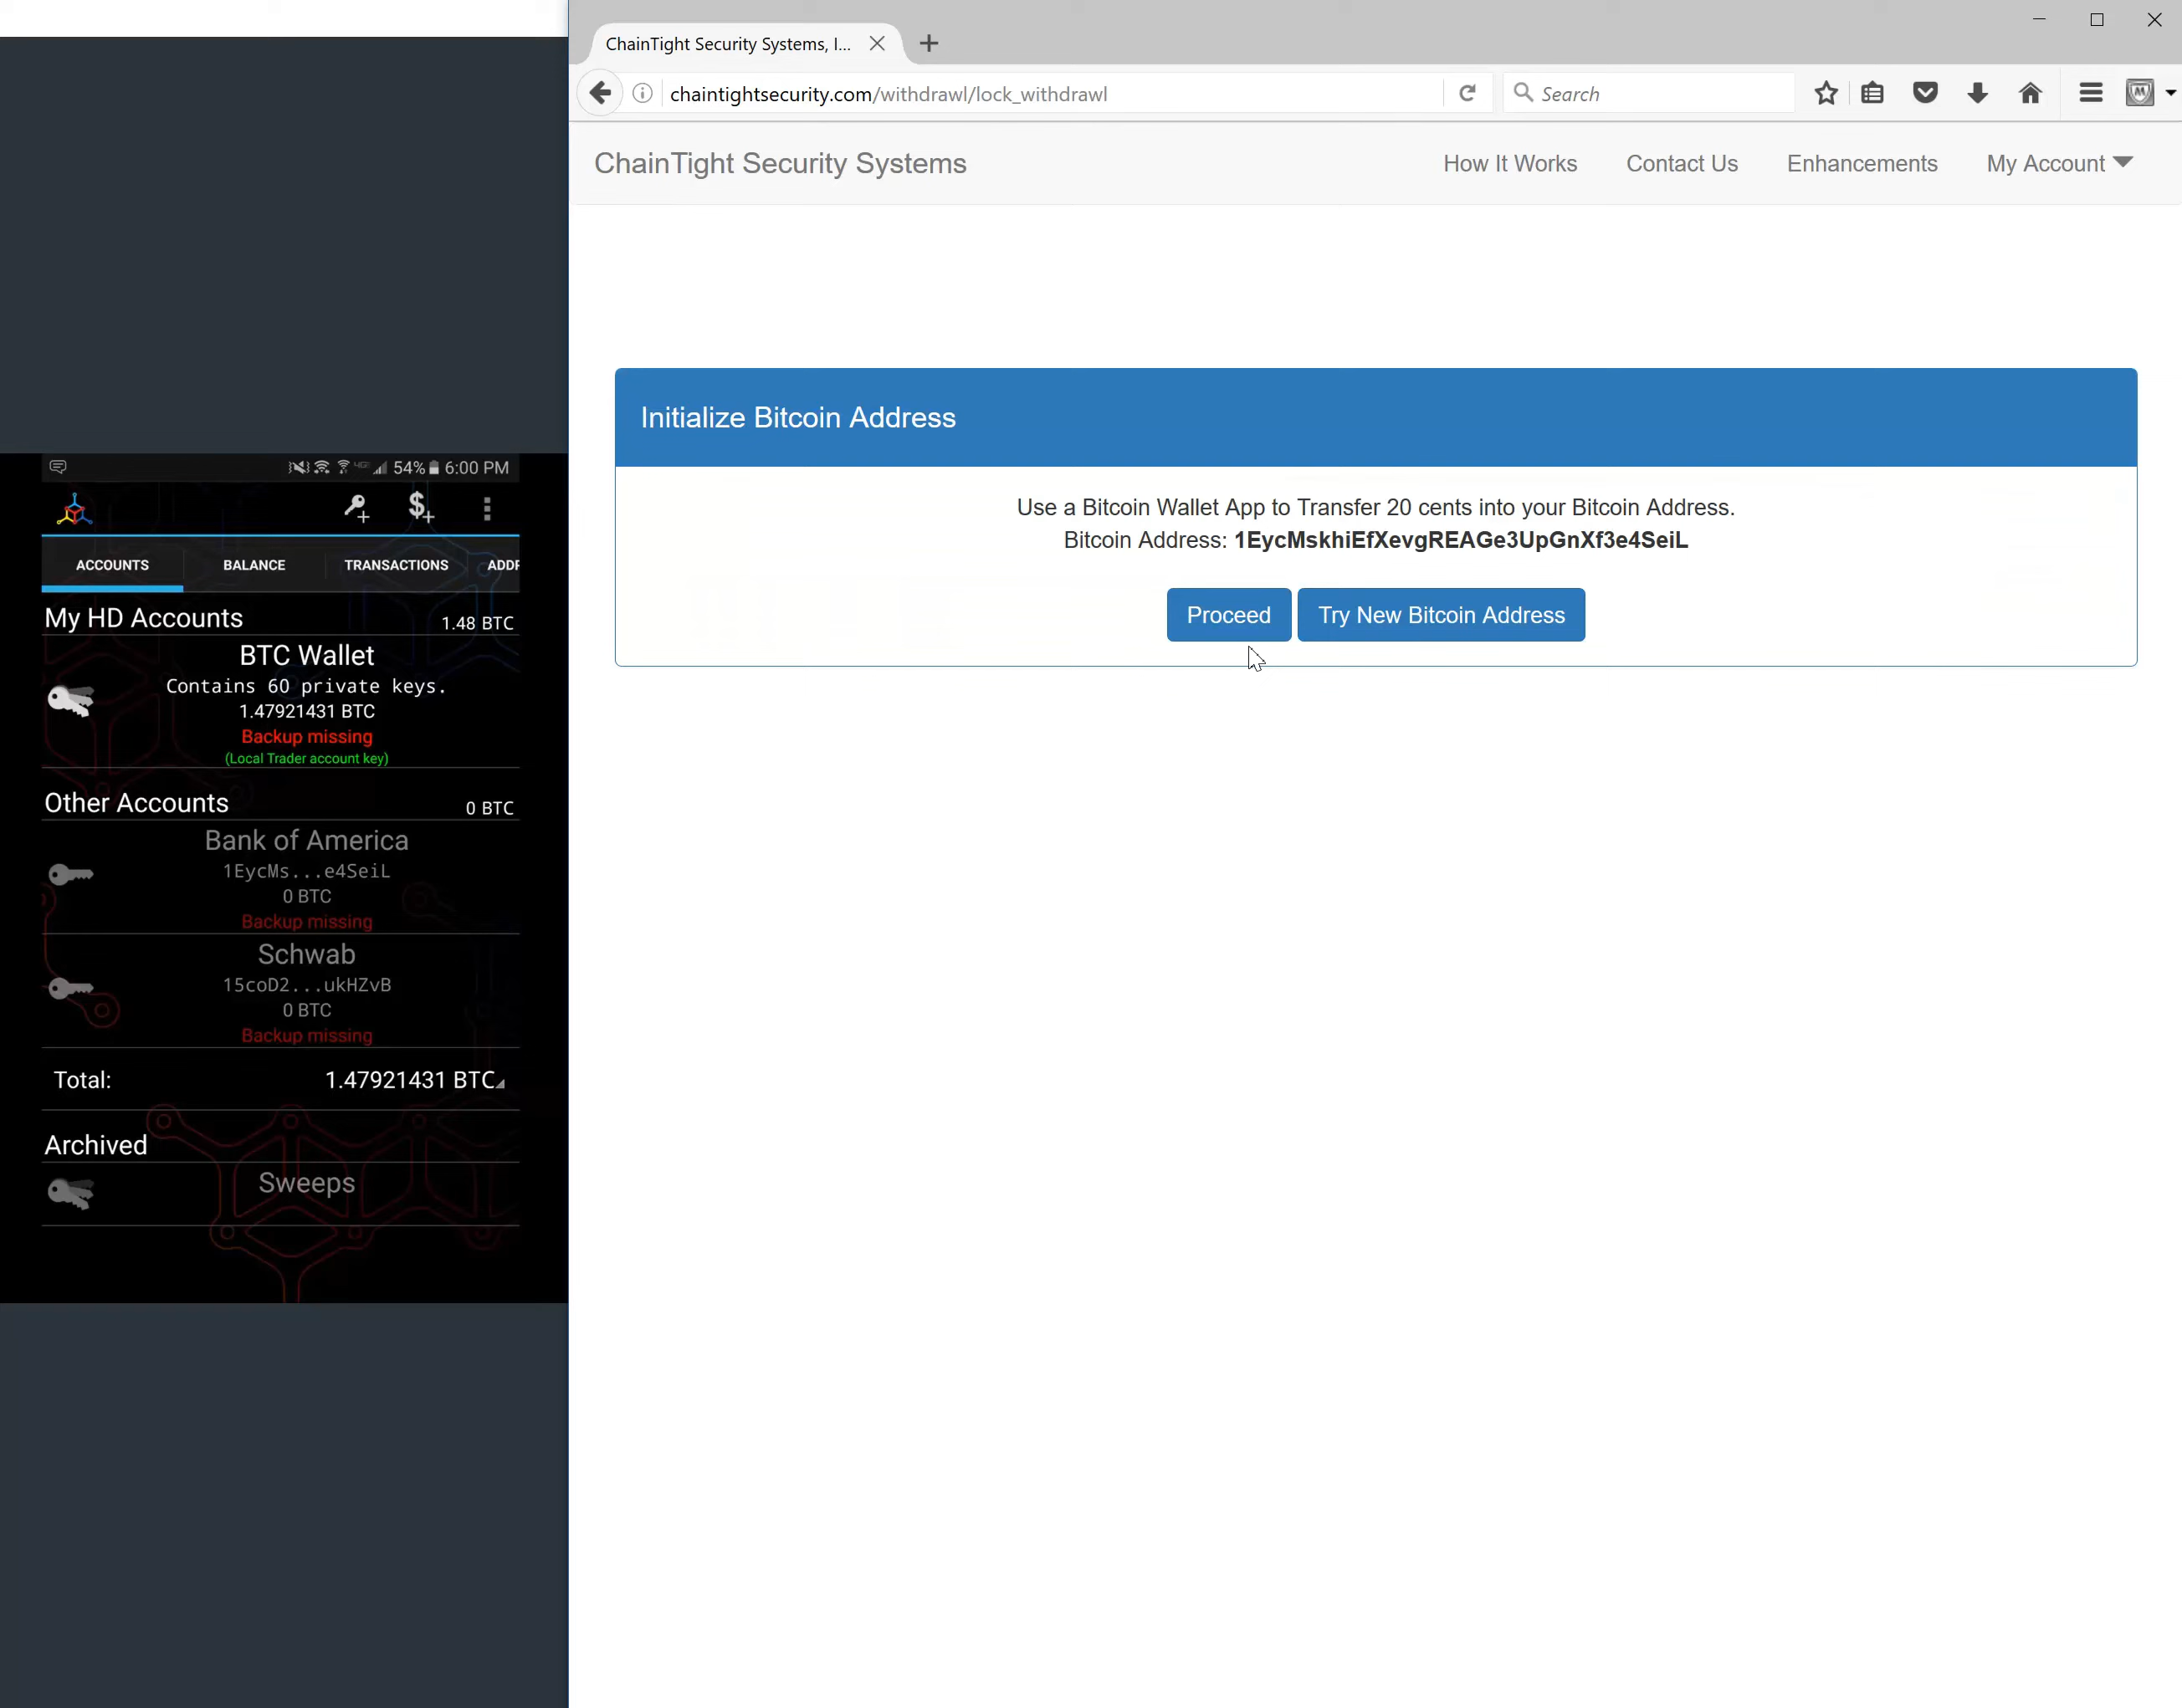 ChainTight Security Systems, I...
chaintightsecurity.com/withdrawl/lock_withdrawl
Search
ChainTight Security Systems
How It Works
Contact Us
Enhancements
My Account
Initialize Bitcoin Address
Use a Bitcoin Wallet App to Transfer 20 cents into your Bitcoin Address.
Bitcoin Address: 1EycMskhiEfXevgREAGe3UpGnXf3e4SeiL
Proceed
Try New Bitcoin Address
54% 6:00 PM
ACCOUNTS
BALANCE
TRANSACTIONS
ADDR
My HD Accounts
1.48 BTC
BTC Wallet
Contains 60 private keys.
1.47921431 BTC
Backup missing
(Local Trader account key)
Other Accounts
0 BTC
Bank of America
1EycMs...e4SeiL
0 BTC
Backup missing
Schwab
15coD2...ukHZvB
0 BTC
Backup missing
Total:
1.47921431 BTC
Archived
Sweeps